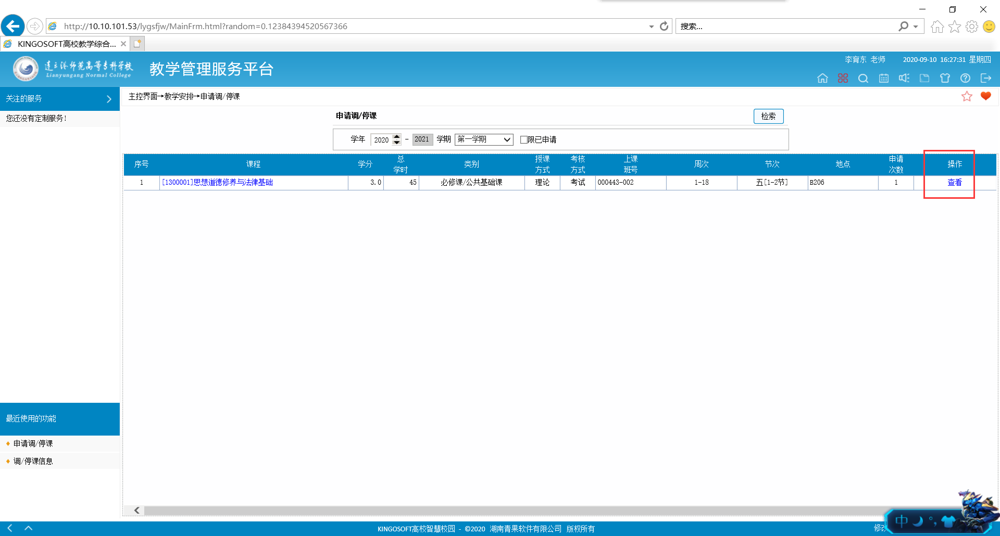 http://10.10.101.53/lygsfjw/MainFrm.html?random=0.12384394520567366
搜索...
KINGOSOFT高校教学综合...
连云港师范高等专科学校
Lianyungang Normal College
教学管理服务平台
李育东 老师 2020-09-10 16:27:31 星期四
关注的服务
您还没有定制服务!
主控界面→教学安排→申请调/停课
申请调/停课
检索
学年 2020 - 2021 学期 第一学期 限已申请
序号 课程 学分 总学时 类别 授课方式 考核方式 上课班号 周次 节次 地点 申请次数 操作
1 [1300001]思想道德修养与法律基础 3.0 45 必修课/公共基础课 理论 考试 000443-002 1-18 五[1-2节] B206 1 查看
最近使用的功能
申请调/停课
调/停课信息
KINGOSOFT高校智慧校园 - ©2020 湖南青果软件有限公司 版权所有
修改
中